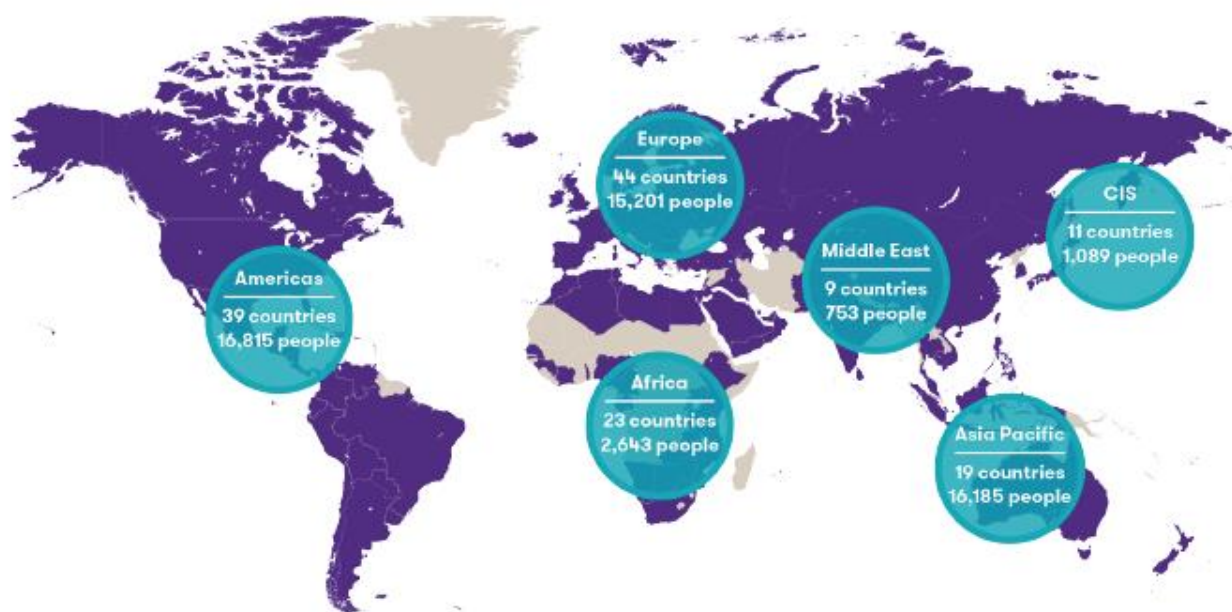 Europe
44 countries
15,201 people
CIS
11 countries
1,089 people
Middle East
9 countries
753 people
Americas
39 countries
16,815 people
Africa
23 countries
2,643 people
Asia Pacific
19 countries
16,185 people